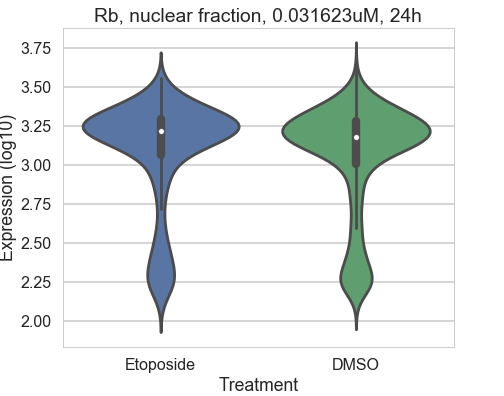 Rb, nuclear fraction, 0.031623uM, 24h
Expression (log10)
3.75
3.50
3.25
3.00
2.75
2.50
2.25
2.00
Etoposide DMSO
Treatment